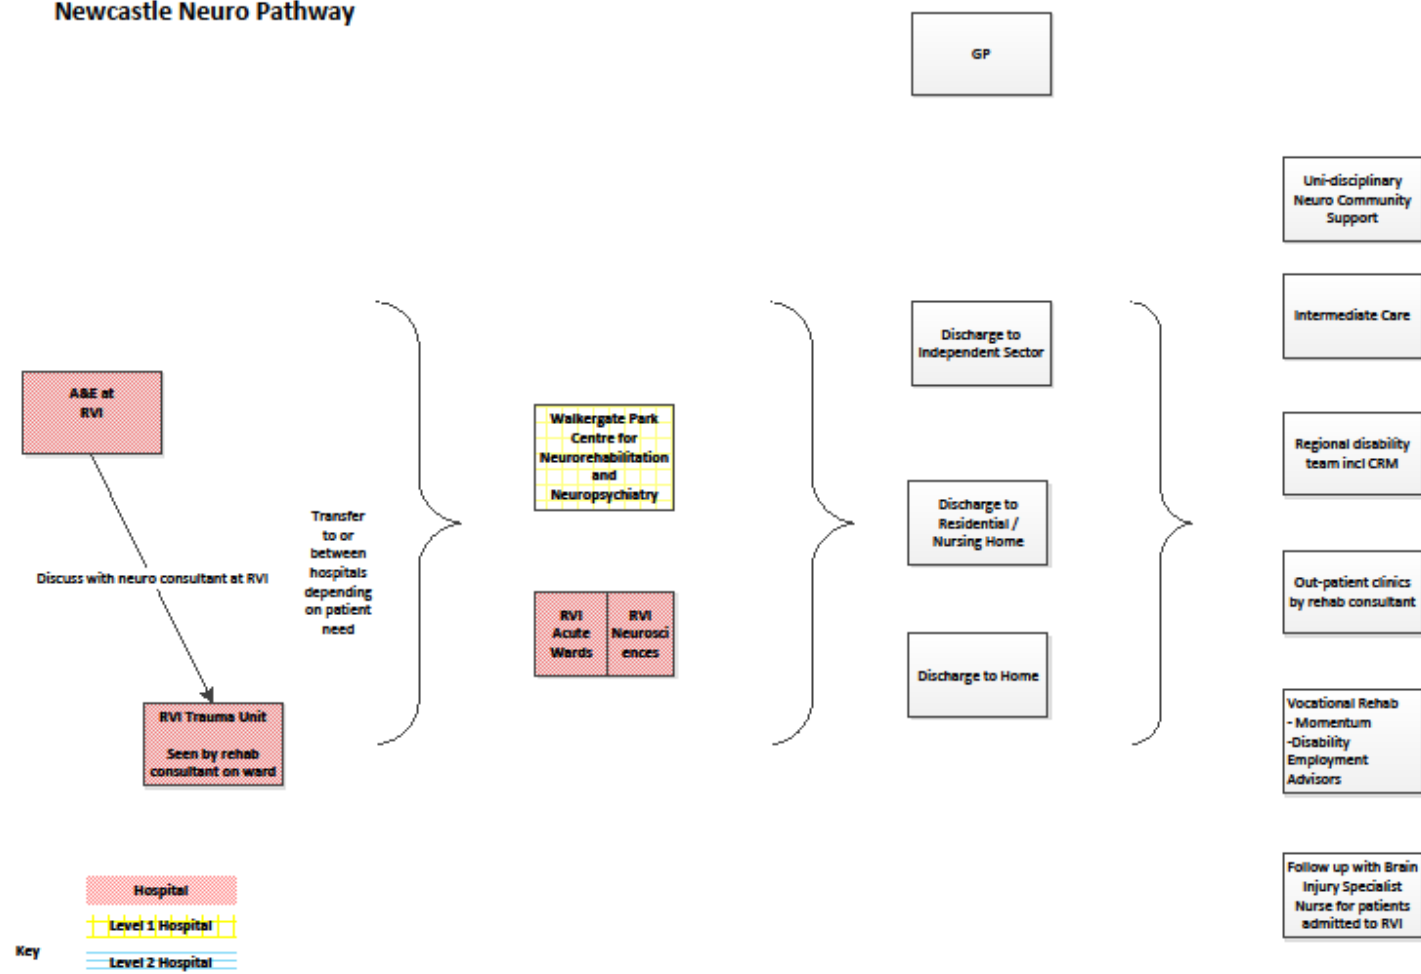 Newcastle Neuro Pathway
GP
Uni-disciplinary
Neuro Community
Support
Intermediate Care
Discharge to
Independent Sector
A&E at
RVI
Walkergate Park
Centre for
Neurorehabilitation
and
Neuropsychiatry
Regional disability
team incl CRM
Transfer
to or
between
hospitals
depending
on patient
need
Discuss with neuro consultant at RVI
Discharge to
Residential /
Nursing Home
Out-patient clinics
by rehab consultant
RVI
Acute
Wards
RVI
Neurosci
ences
Discharge to Home
RVI Trauma Unit
Seen by rehab
consultant on ward
Vocational Rehab
- Momentum
-Disability
Employment
Advisors
Follow up with Brain
Injury Specialist
Nurse for patients
admitted to RVI
Key
Hospital
Level 1 Hospital
Level 2 Hospital